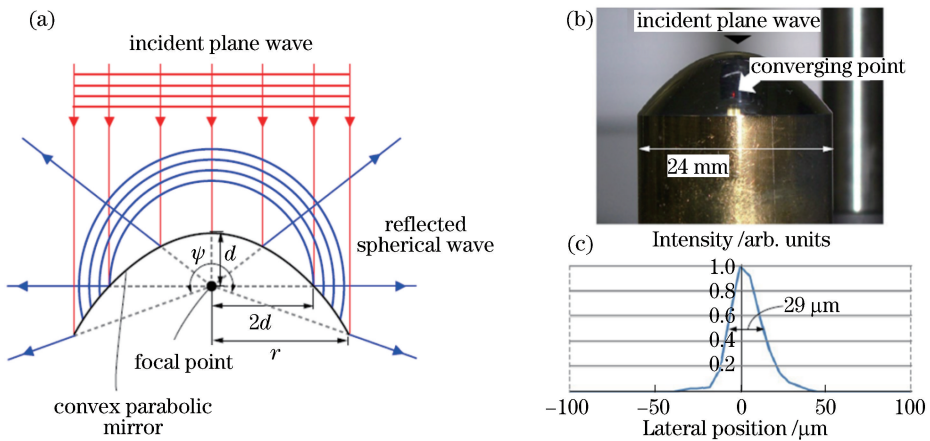 (a)
incident plane wave
reflected
spherical wave
ψ
d
2d
r
focal point
convex parabolic
mirror
(b)
incident plane wave
converging point
24 mm
(c)
Intensity /arb. units
1.0
0.8
0.6
0.4
0.2
29 μm
−100
−50
0
50
100
Lateral position /μm